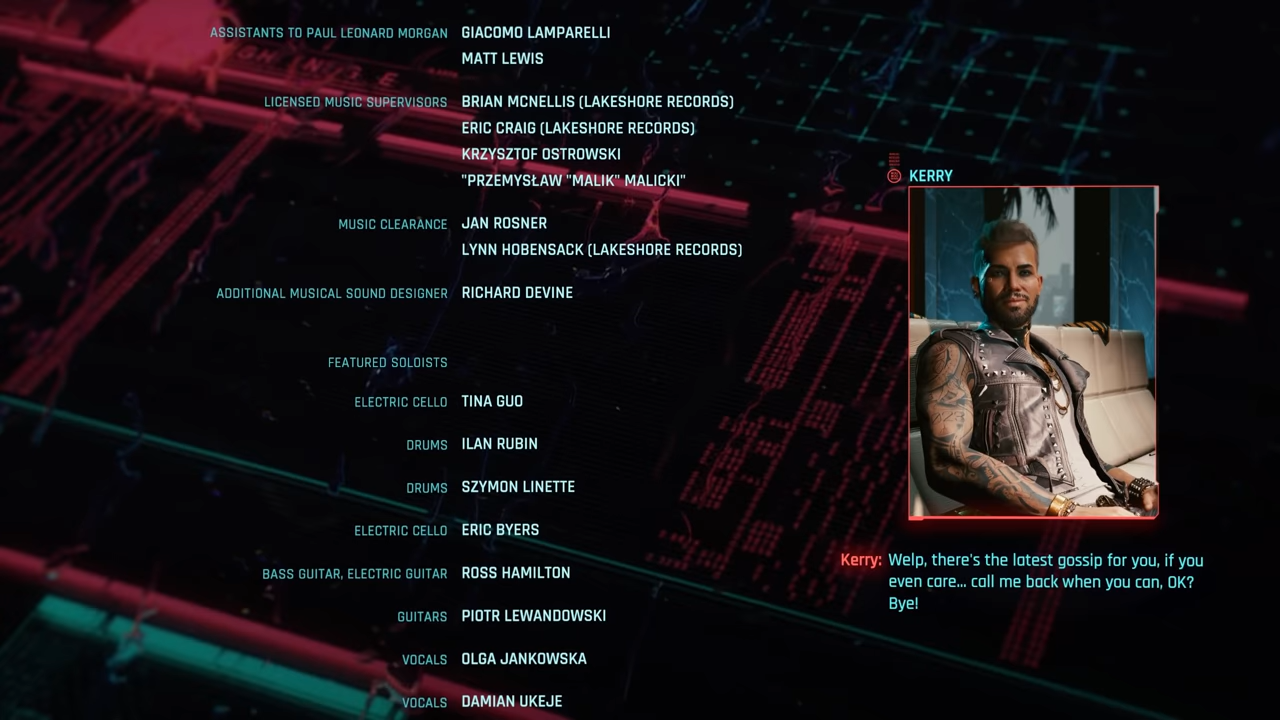 ASSISTANTS TO PAUL LEONARD MORGAN GIACOMO LAMPARELLI
MATT LEWIS
LICENSED MUSIC SUPERVISORS BRIAN MCNELLIS (LAKESHORE RECORDS)
ERIC CRAIG (LAKESHORE RECORDS)
KRZYSZTOF OSTROWSKI
"PRZEMYSŁAW "MALIK" MALICKI"
MUSIC CLEARANCE JAN ROSNER
LYNN HOBENSACK (LAKESHORE RECORDS)
ADDITIONAL MUSICAL SOUND DESIGNER RICHARD DEVINE
FEATURED SOLOISTS
ELECTRIC CELLO TINA GUO
DRUMS ILAN RUBIN
DRUMS SZYMON LINETTE
ELECTRIC CELLO ERIC BYERS
BASS GUITAR, ELECTRIC GUITAR ROSS HAMILTON
GUITARS PIOTR LEWANDOWSKI
VOCALS OLGA JANKOWSKA
VOCALS DAMIAN UKEJE
KERRY
Kerry: Welp, there's the latest gossip for you, if you
even care... call me back when you can, OK?
Bye!